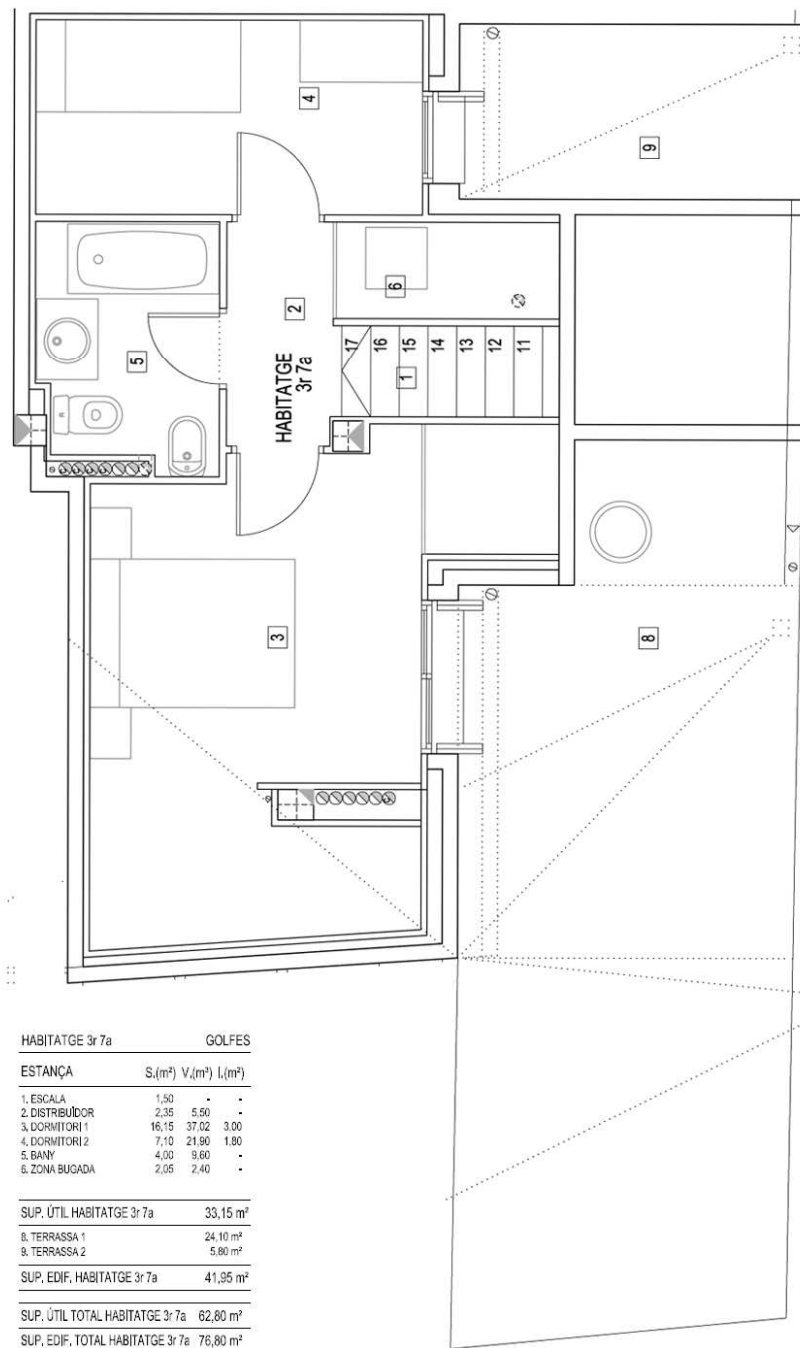 4
9
6
2
5
HABITATGE
3r 7a
17
16
15
14
13
12
11
1
3
8
HABITATGE 3r 7a GOLFES
ESTANÇA S.(m²) V.(m³) I.(m²)
1. ESCALA 1,50 - -
2. DISTRIBUÏDOR 2,35 5,50 -
3. DORMITORI 1 16,15 37,02 3,00
4. DORMITORI 2 7,10 21,90 1,80
5. BANY 4,00 9,60 -
6. ZONA BUGADA 2,05 2,40 -
SUP. ÚTIL HABITATGE 3r 7a 33,15 m²
8. TERRASSA 1 24,10 m²
9. TERRASSA 2 5,80 m²
SUP. EDIF. HABITATGE 3r 7a 41,95 m²
SUP. ÚTIL TOTAL HABITATGE 3r 7a 62,80 m²
SUP. EDIF. TOTAL HABITATGE 3r 7a 76,80 m²